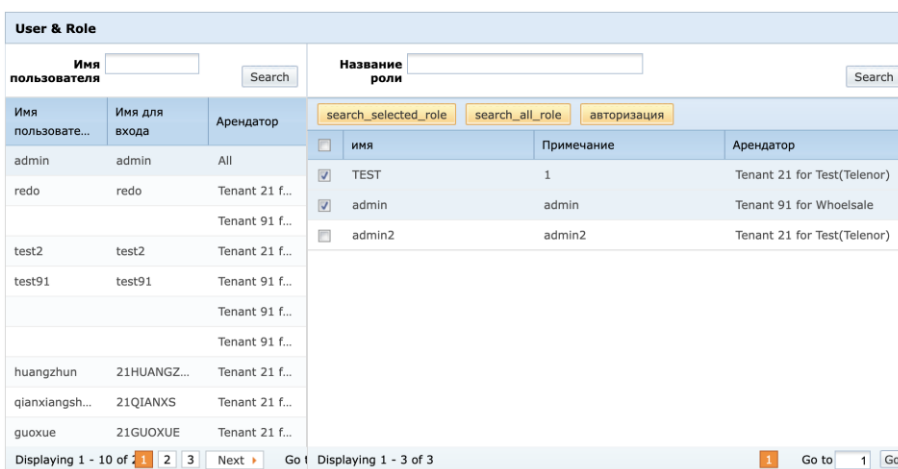 User & Role
Имя пользователя
Search
Название роли
Search
Имя пользовате... Имя для входа Арендатор
admin admin All
redo redo Tenant 21 f...
Tenant 91 f...
test2 test2 Tenant 21 f...
test91 test91 Tenant 91 f...
Tenant 91 f...
Tenant 91 f...
huangzhun 21HUANGZ... Tenant 21 f...
qianxiangsh... 21QIANXS Tenant 21 f...
guoxue 21GUOXUE Tenant 21 f...
Displaying 1 - 10 of 1 2 3 Next Go
search_selected_role search_all_role авторизация
имя Примечание Арендатор
TEST 1 Tenant 21 for Test(Telenor)
admin admin Tenant 91 for Whoelsale
admin2 admin2 Tenant 21 for Test(Telenor)
Displaying 1 - 3 of 3 1 Go to 1 Go